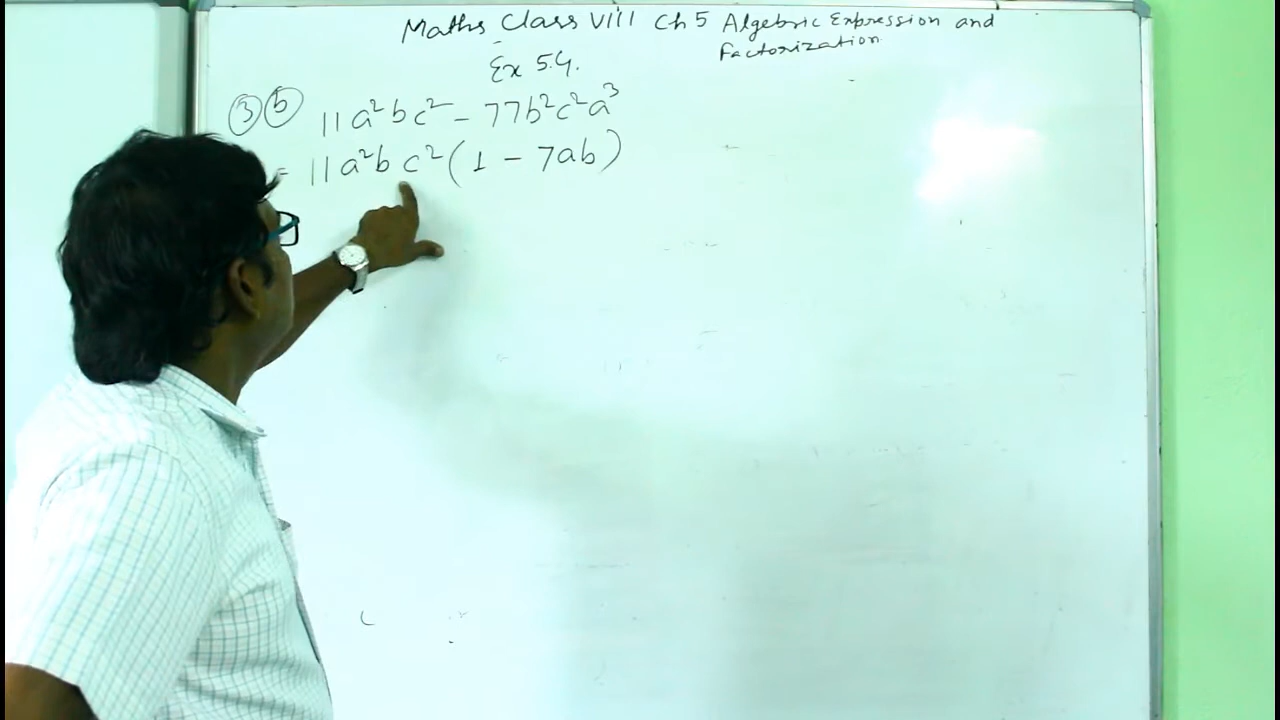 Maths Class VIII Ch 5 Algebric Expression and
Factorization
Ex 5.4.
③ ⓑ 11a²bc² - 77b²c²a³
= 11a²bc² (1 - 7ab)